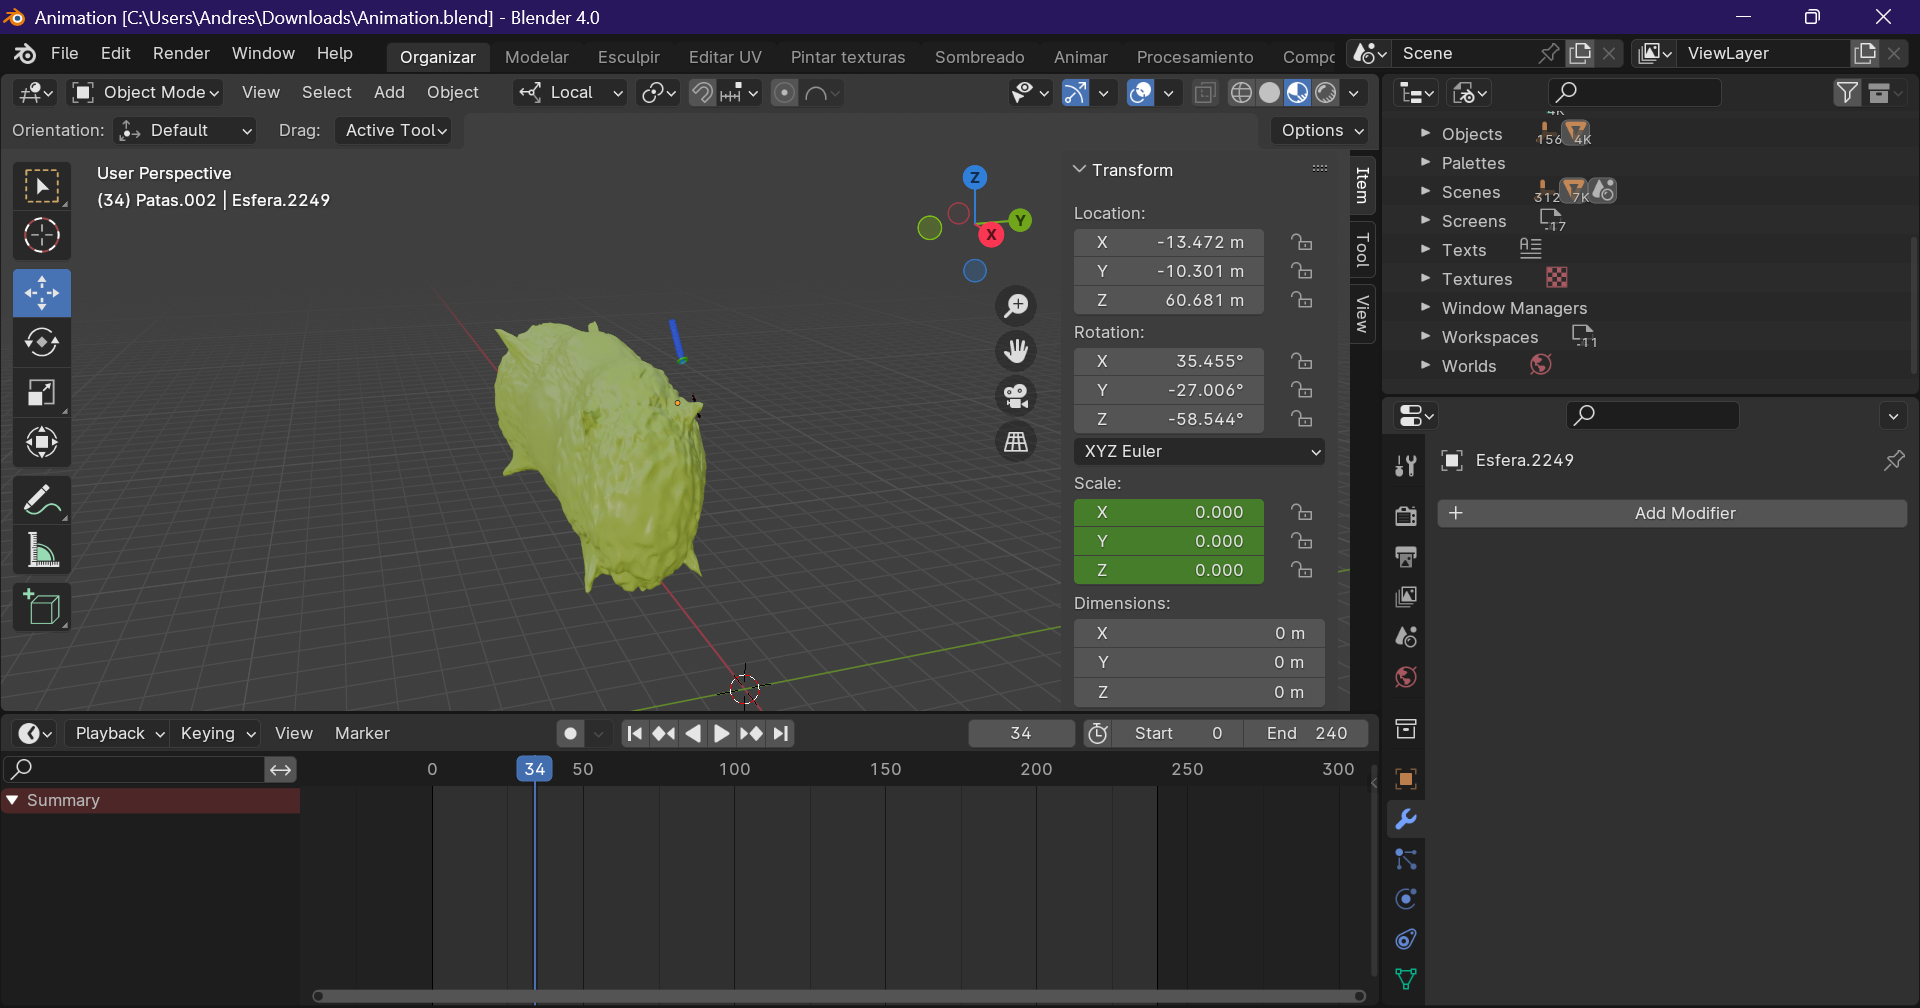 Animation [C:\Users\Andres\Downloads\Animation.blend] - Blender 4.0
File Edit Render Window Help Organizar Modelar Esculpir Editar UV Pintar texturas Sombreado Animar Procesamiento Compo Scene ViewLayer
Object Mode View Select Add Object Local
Orientation: Default Drag: Active Tool Options
User Perspective
(34) Patas.002 | Esfera.2249
Z
Y
X
Transform
Location:
X -13.472 m
Y -10.301 m
Z 60.681 m
Rotation:
X 35.455°
Y -27.006°
Z -58.544°
XYZ Euler
Scale:
X 0.000
Y 0.000
Z 0.000
Dimensions:
X 0 m
Y 0 m
Z 0 m
Item
Tool
View
4K
Objects 156 4K
Palettes
Scenes 312 7K
Screens 17
Texts
Textures
Window Managers
Workspaces 11
Worlds
Esfera.2249
+ Add Modifier
Playback Keying View Marker 34 Start 0 End 240
0 34 50 100 150 200 250 300
Summary